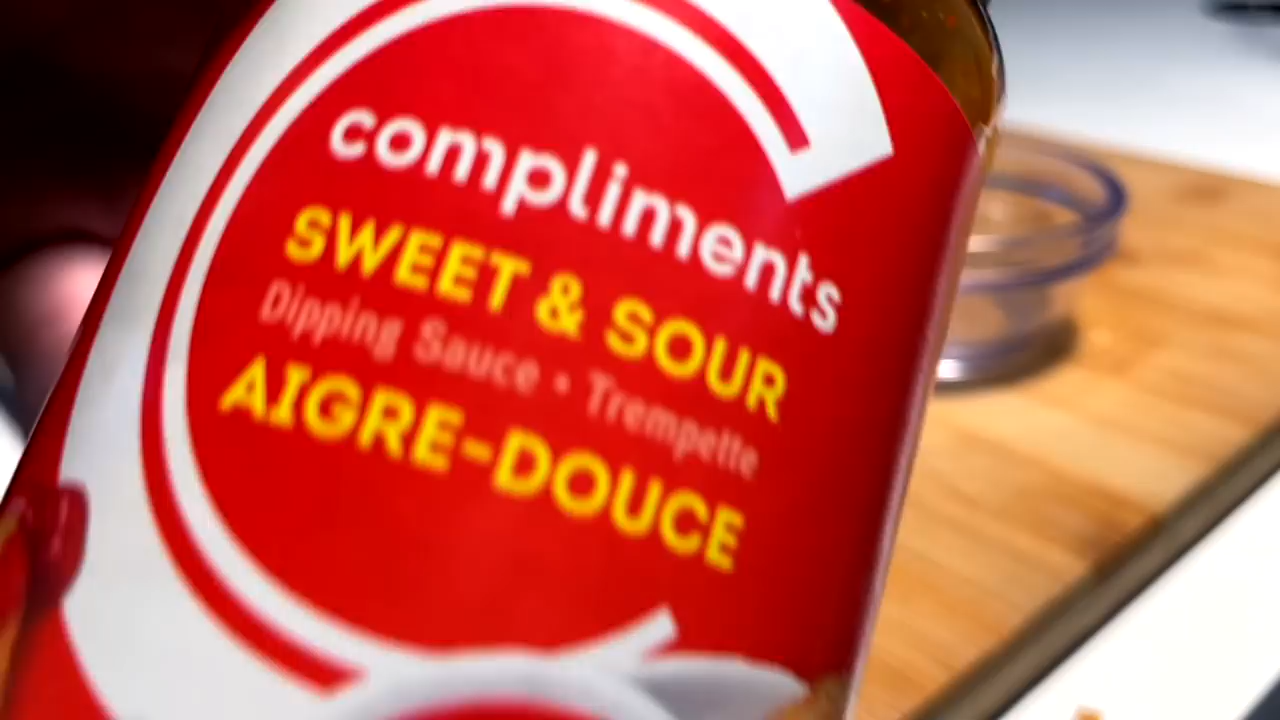 compliments
SWEET & SOUR
Dipping Sauce • Trempette
AIGRE-DOUCE